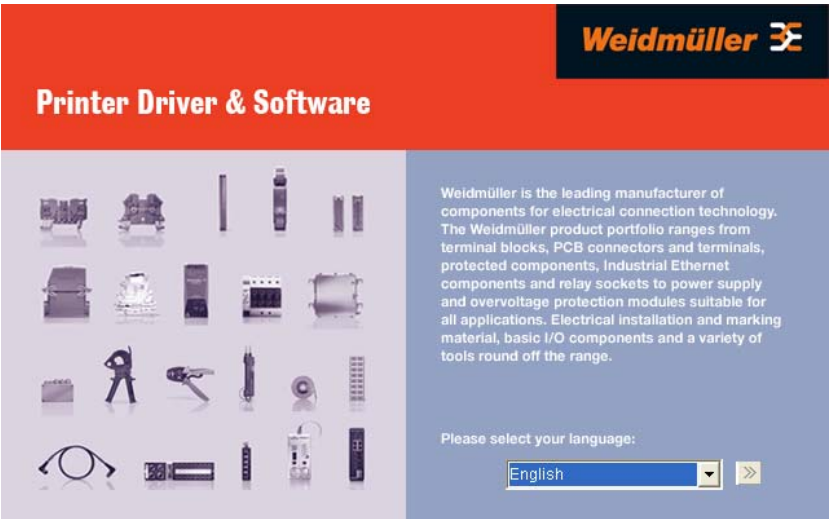 Weidmüller
Printer Driver & Software
Weidmüller is the leading manufacturer of
components for electrical connection technology.
The Weidmüller product portfolio ranges from
terminal blocks, PCB connectors and terminals,
protected components, Industrial Ethernet
components and relay sockets to power supply
and overvoltage protection modules suitable for
all applications. Electrical installation and marking
material, basic I/O components and a variety of
tools round off the range.
Please select your language:
English